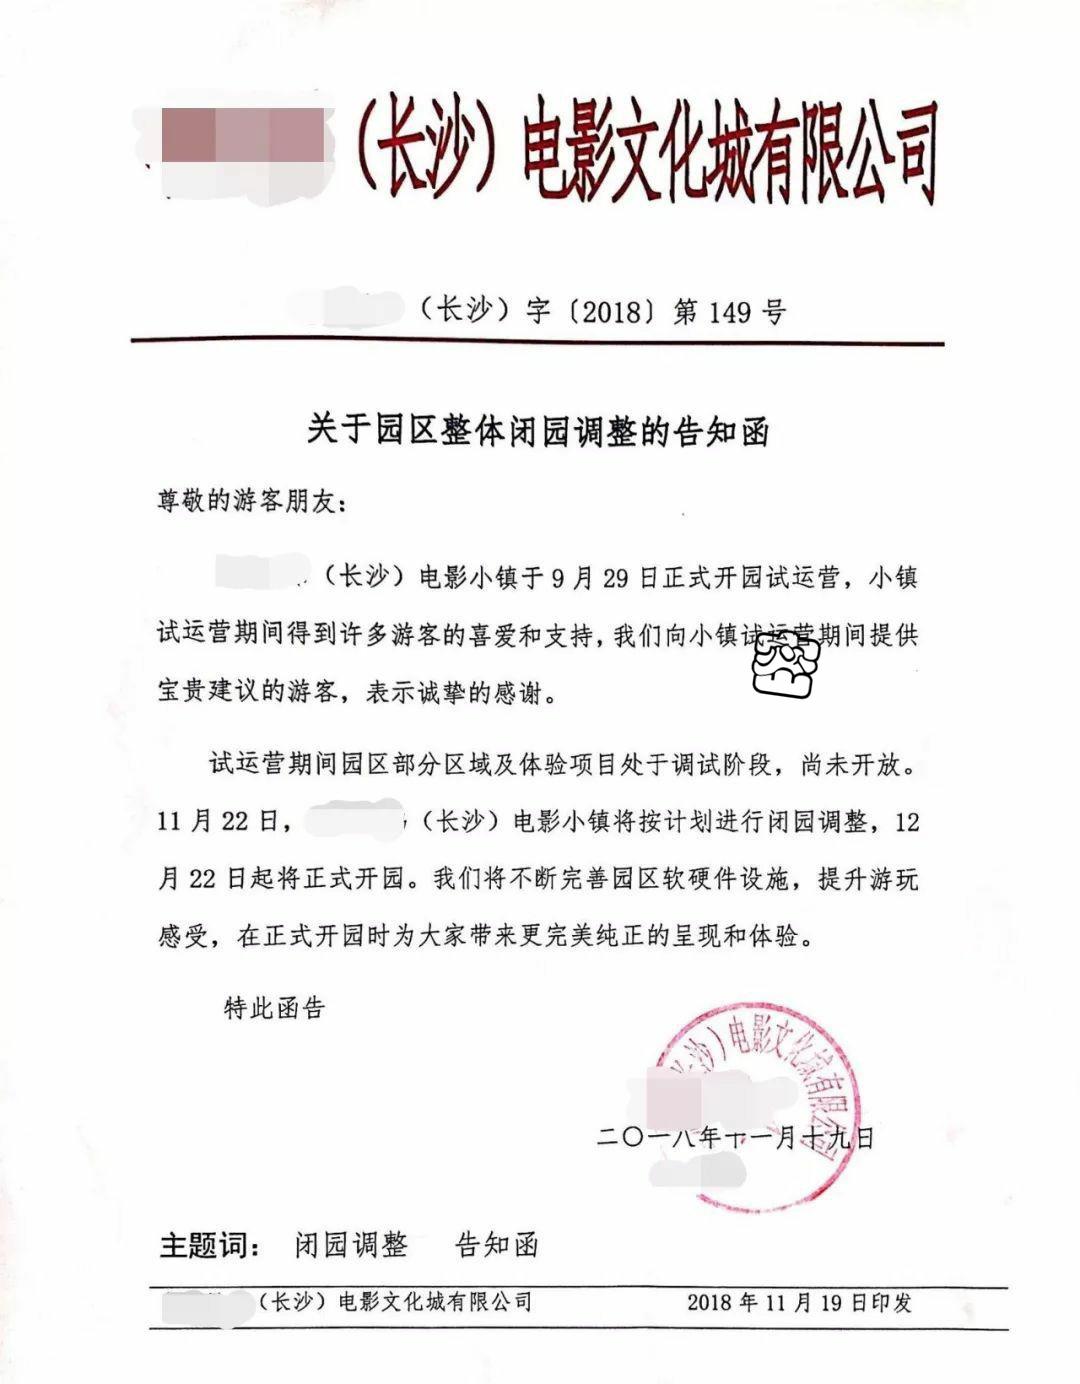 （长沙）电影文化城有限公司
（长沙）字〔2018〕第 149 号
关于园区整体闭园调整的告知函
尊敬的游客朋友：
（长沙）电影小镇于 9 月 29 日正式开园试运营，小镇
试运营期间得到许多游客的喜爱和支持，我们向小镇试运营期间提供
宝贵建议的游客，表示诚挚的感谢。
试运营期间园区部分区域及体验项目处于调试阶段，尚未开放。
11 月 22 日，（长沙）电影小镇将按计划进行闭园调整，12
月 22 日起将正式开园。我们将不断完善园区软硬件设施，提升游玩
感受，在正式开园时为大家带来更完美纯正的呈现和体验。
特此函告
长沙）电影文化城有限公司
二〇一八年十一月十九日
主题词： 闭园调整 告知函
（长沙）电影文化城有限公司 2018 年 11 月 19 日印发